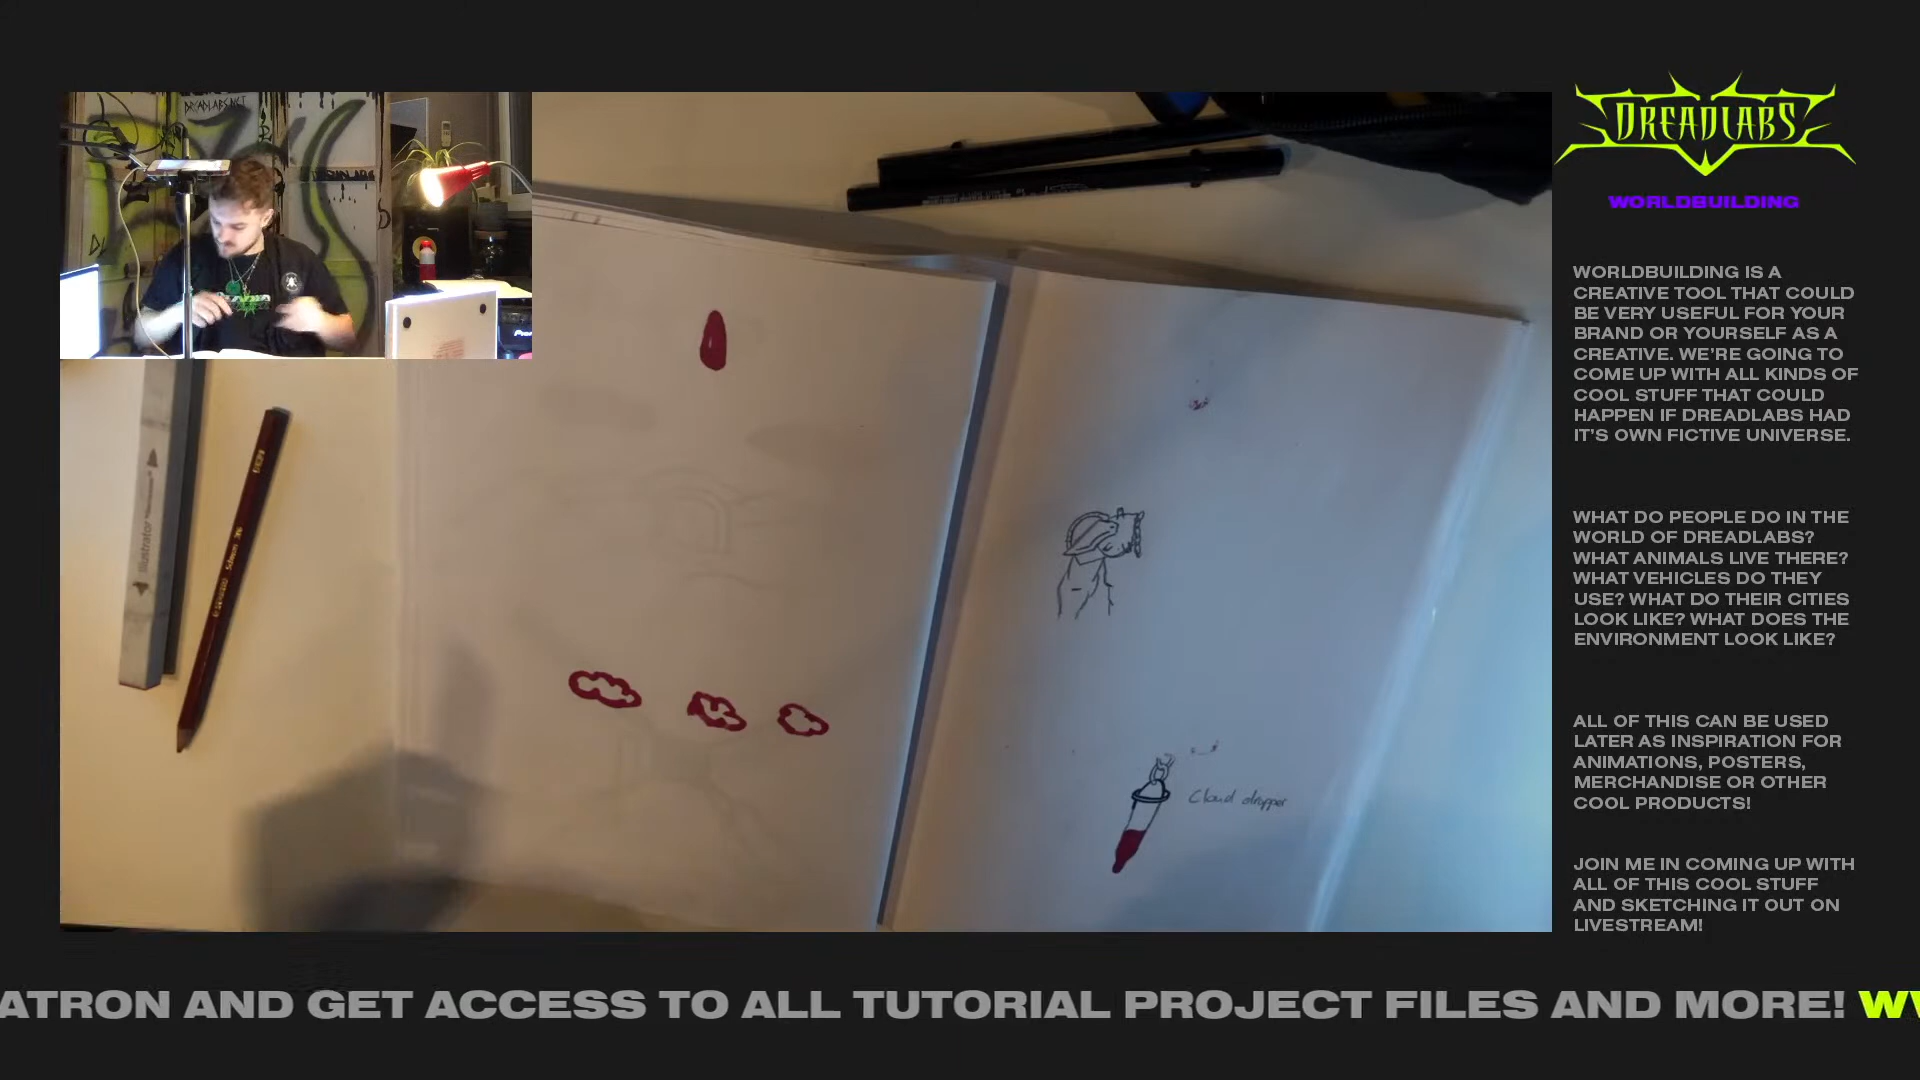 DREADLABS
WORLDBUILDING
WORLDBUILDING IS A
CREATIVE TOOL THAT COULD
BE VERY USEFUL FOR YOUR
BRAND OR YOURSELF AS A
CREATIVE. WE'RE GOING TO
COME UP WITH ALL KINDS OF
COOL STUFF THAT COULD
HAPPEN IF DREADLABS HAD
IT'S OWN FICTIVE UNIVERSE.
WHAT DO PEOPLE DO IN THE
WORLD OF DREADLABS?
WHAT ANIMALS LIVE THERE?
WHAT VEHICLES DO THEY
USE? WHAT DO THEIR CITIES
LOOK LIKE? WHAT DOES THE
ENVIRONMENT LOOK LIKE?
ALL OF THIS CAN BE USED
LATER AS INSPIRATION FOR
ANIMATIONS, POSTERS,
MERCHANDISE OR OTHER
COOL PRODUCTS!
JOIN ME IN COMING UP WITH
ALL OF THIS COOL STUFF
AND SKETCHING IT OUT ON
LIVESTREAM!
DREADLABS.NET
Illustrator
Cloud dropper
ATRON AND GET ACCESS TO ALL TUTORIAL PROJECT FILES AND MORE! WV